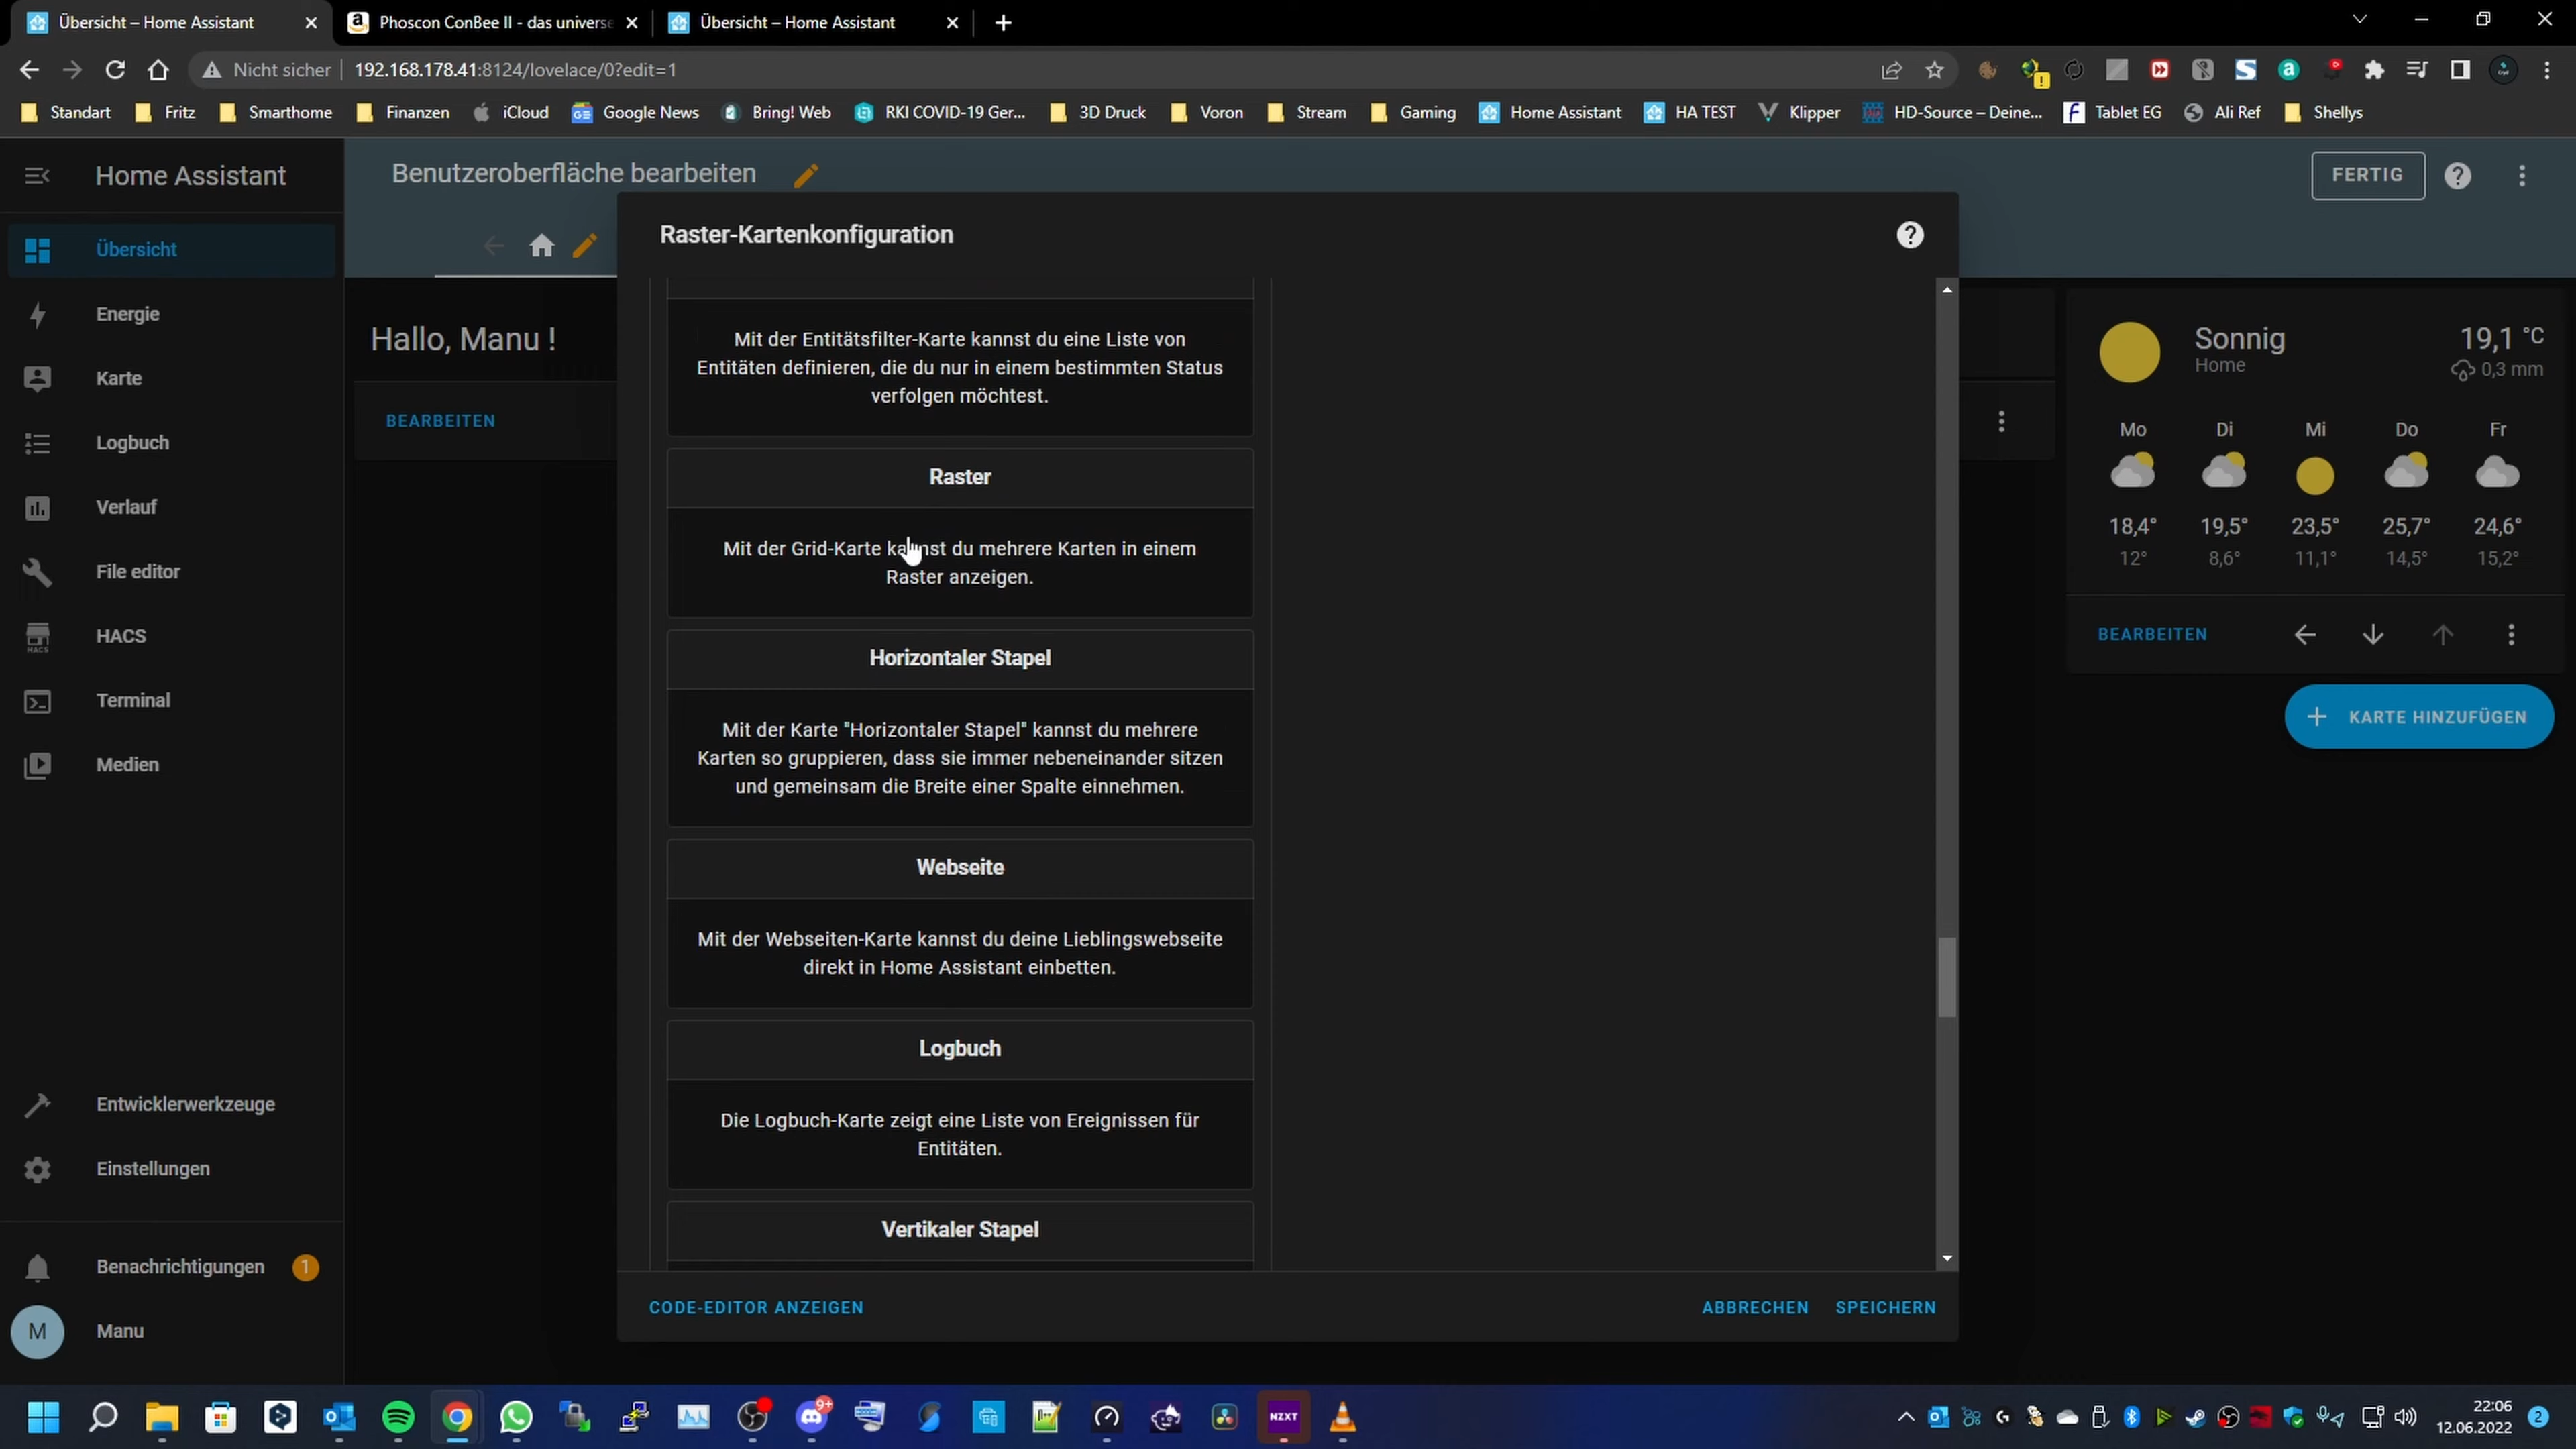 Übersicht – Home Assistant
Phoscon ConBee II - das universe
Übersicht – Home Assistant
Nicht sicher
192.168.178.41:8124/lovelace/0?edit=1
Standart
Fritz
Smarthome
Finanzen
iCloud
Google News
Bring! Web
RKI COVID-19 Ger...
3D Druck
Voron
Stream
Gaming
Home Assistant
HA TEST
Klipper
HD-Source – Deine...
Tablet EG
Ali Ref
Shellys
Home Assistant
Benutzeroberfläche bearbeiten
FERTIG
Übersicht
Energie
Karte
Logbuch
Verlauf
File editor
HACS
HACS
Terminal
Medien
Entwicklerwerkzeuge
Einstellungen
Benachrichtigungen
1
M
Manu
Hallo, Manu !
BEARBEITEN
Raster-Kartenkonfiguration
Mit der Entitätsfilter-Karte kannst du eine Liste von
Entitäten definieren, die du nur in einem bestimmten Status
verfolgen möchtest.
Raster
Mit der Grid-Karte kannst du mehrere Karten in einem
Raster anzeigen.
Horizontaler Stapel
Mit der Karte "Horizontaler Stapel" kannst du mehrere
Karten so gruppieren, dass sie immer nebeneinander sitzen
und gemeinsam die Breite einer Spalte einnehmen.
Webseite
Mit der Webseiten-Karte kannst du deine Lieblingswebseite
direkt in Home Assistant einbetten.
Logbuch
Die Logbuch-Karte zeigt eine Liste von Ereignissen für
Entitäten.
Vertikaler Stapel
CODE-EDITOR ANZEIGEN
ABBRECHEN
SPEICHERN
Sonnig
19,1 °C
Home
0,3 mm
Mo Di Mi Do Fr
18,4° 19,5° 23,5° 25,7° 24,6°
12° 8,6° 11,1° 14,5° 15,2°
BEARBEITEN
KARTE HINZUFÜGEN
9+
NZXT
22:06
12.06.2022
2